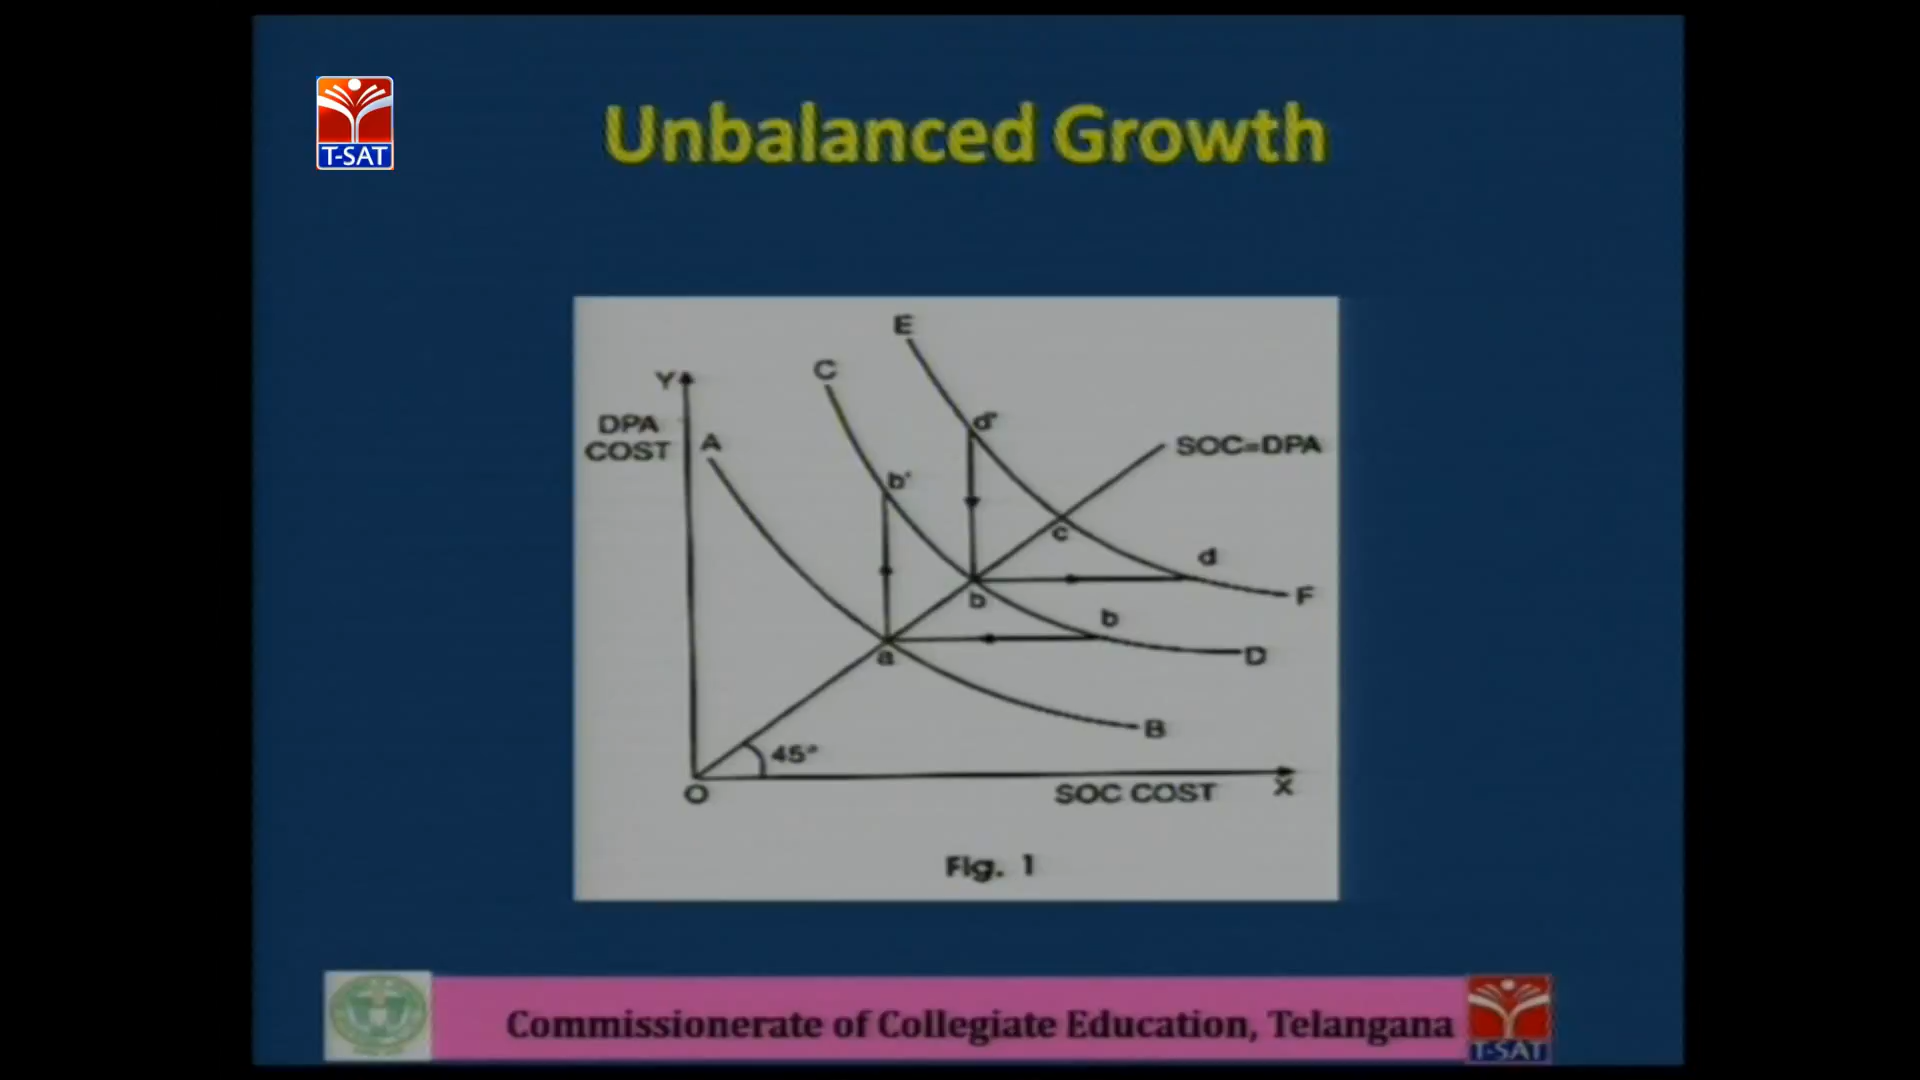 T-SAT
Unbalanced Growth
E
C
Y
d"
DPA
COST
A
SOC=DPA
b'
c
d
b
F
b
a
D
B
45°
O
SOC COST
X
Fig. 1
Commissionerate of Collegiate Education, Telangana
T-SAT